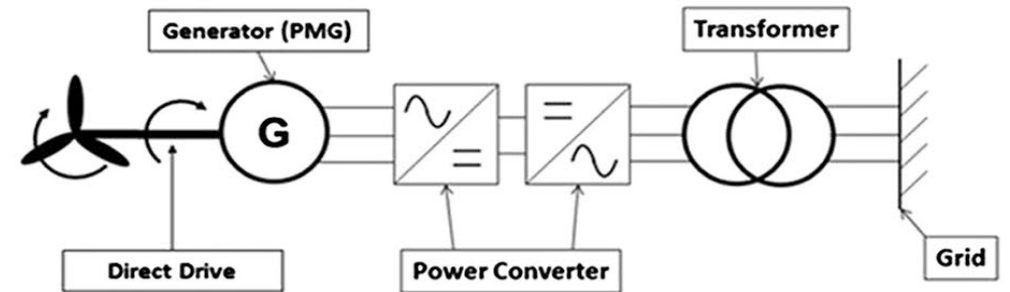 Generator (PMG)
Transformer
G
Direct Drive
Power Converter
Grid